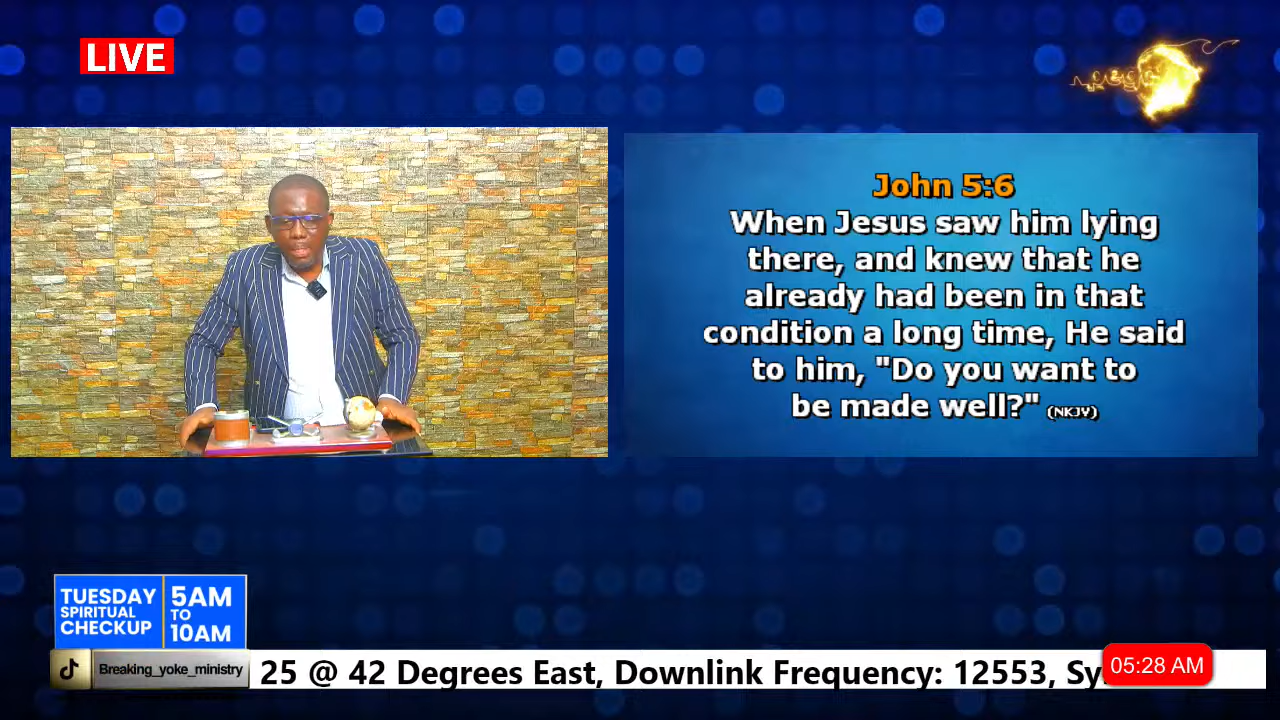 LIVE
John 5:6
When Jesus saw him lying
there, and knew that he
already had been in that
condition a long time, He said
to him, "Do you want to
be made well?" (NKJV)
TUESDAY
SPIRITUAL
CHECKUP
5AM
TO
10AM
Breaking_yoke_ministry
25 @ 42 Degrees East, Downlink Frequency: 12553, Sy
05:28 AM